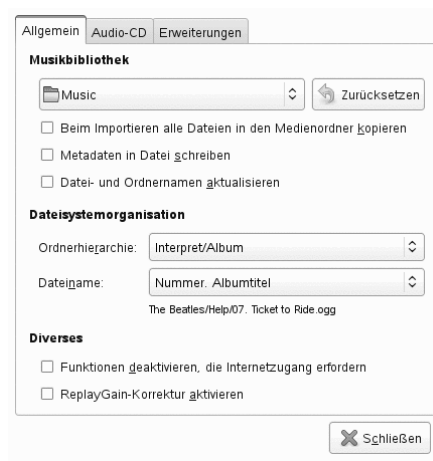 Allgemein Audio-CD Erweiterungen
Musikbibliothek
Music Zurücksetzen
Beim Importieren alle Dateien in den Medienordner kopieren
Metadaten in Datei schreiben
Datei- und Ordnernamen aktualisieren
Dateisystemorganisation
Ordnerhierarchie: Interpret/Album
Dateiname: Nummer. Albumtitel
The Beatles/Help/07. Ticket to Ride.ogg
Diverses
Funktionen deaktivieren, die Internetzugang erfordern
ReplayGain-Korrektur aktivieren
Schließen